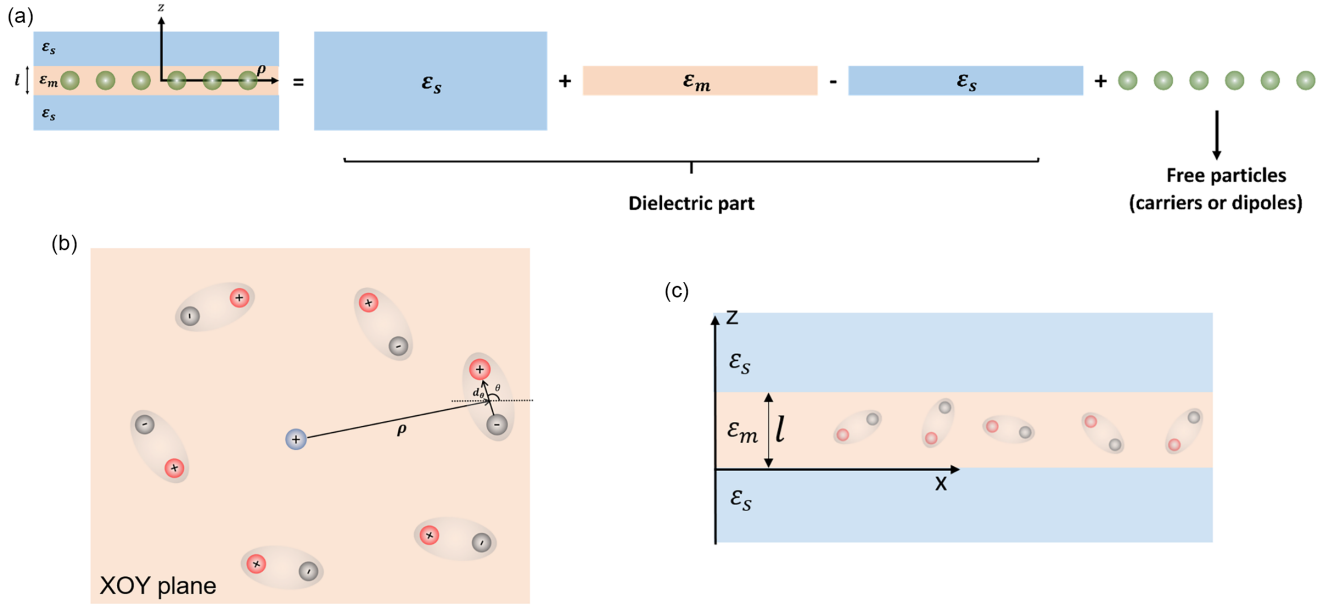 (a)
z
εs
l
εm
ρ
εs
=
εs
+
εm
-
εs
+
Dielectric part
Free particles
(carriers or dipoles)
(b)
+
-
+
-
+
dθ
θ
-
ρ
+
-
+
+
-
+
-
XOY plane
(c)
z
εs
εm
l
x
εs